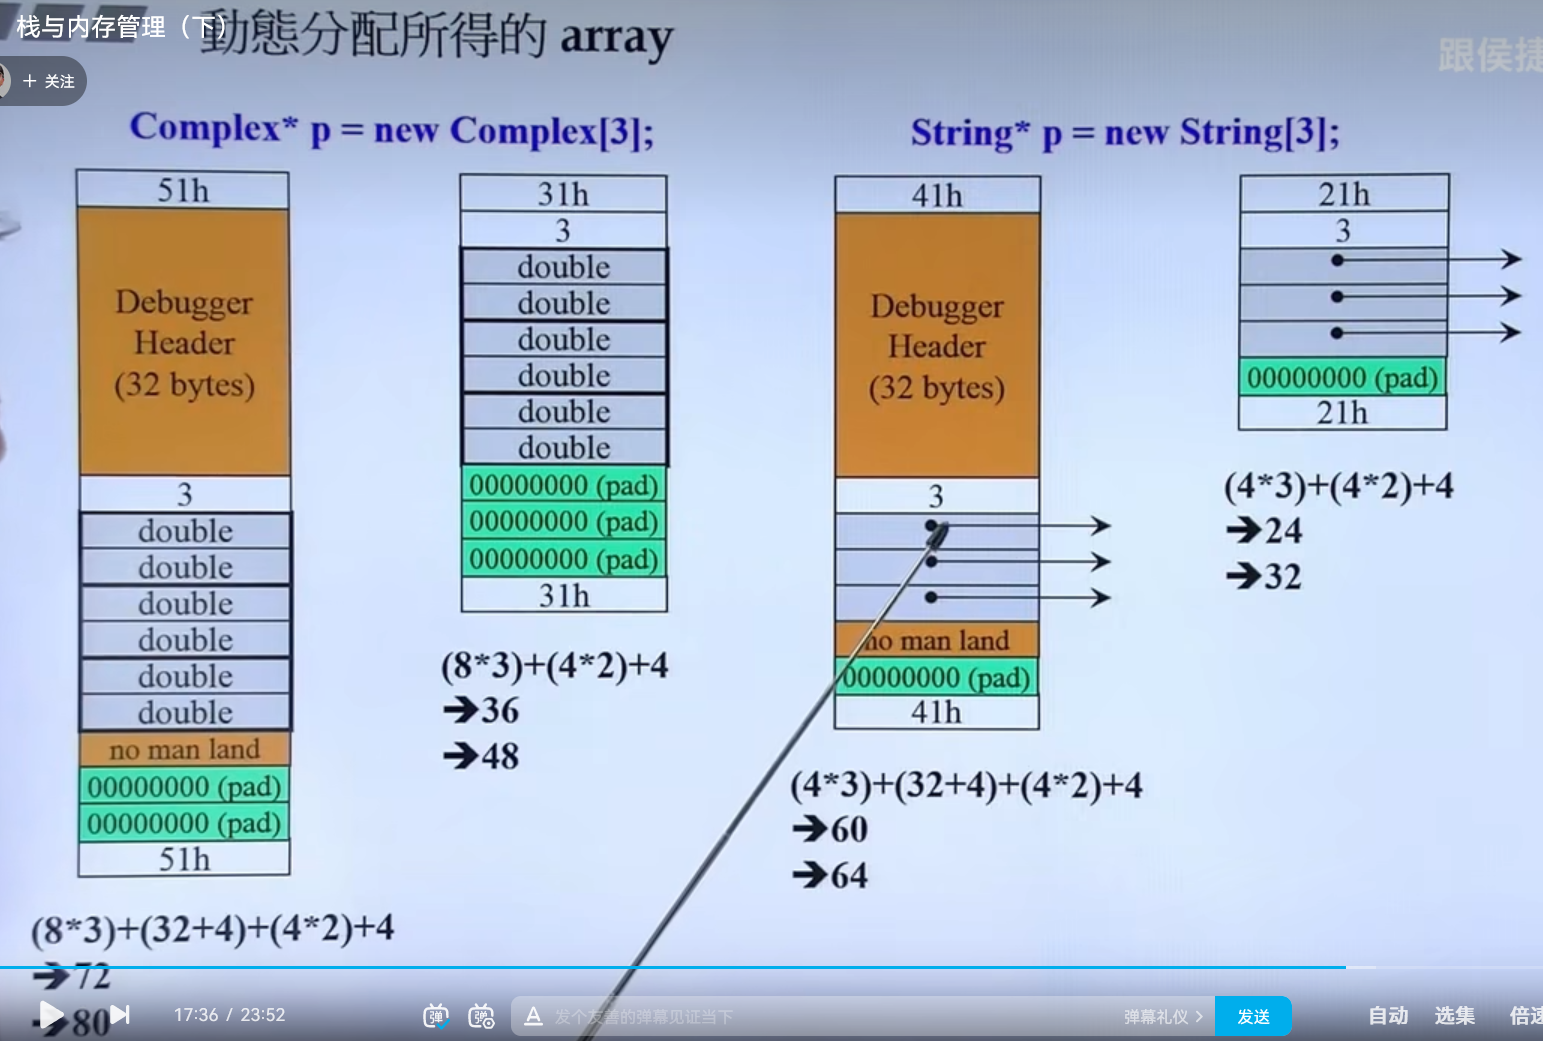 栈与内存管理（下）
動態分配所得的 array
跟侯捷
+ 关注
Complex* p = new Complex[3];
51h
Debugger
Header
(32 bytes)
3
double
double
double
double
double
double
no man land
00000000 (pad)
00000000 (pad)
51h
(8*3)+(32+4)+(4*2)+4
➔72
➔80
31h
3
double
double
double
double
double
double
00000000 (pad)
00000000 (pad)
00000000 (pad)
31h
(8*3)+(4*2)+4
➔36
➔48
String* p = new String[3];
41h
Debugger
Header
(32 bytes)
3
no man land
00000000 (pad)
41h
(4*3)+(32+4)+(4*2)+4
➔60
➔64
21h
3
00000000 (pad)
21h
(4*3)+(4*2)+4
➔24
➔32
17:36 / 23:52
弹
弹
A 发个友善的弹幕见证当下
弹幕礼仪 >
发送
自动
选集
倍速